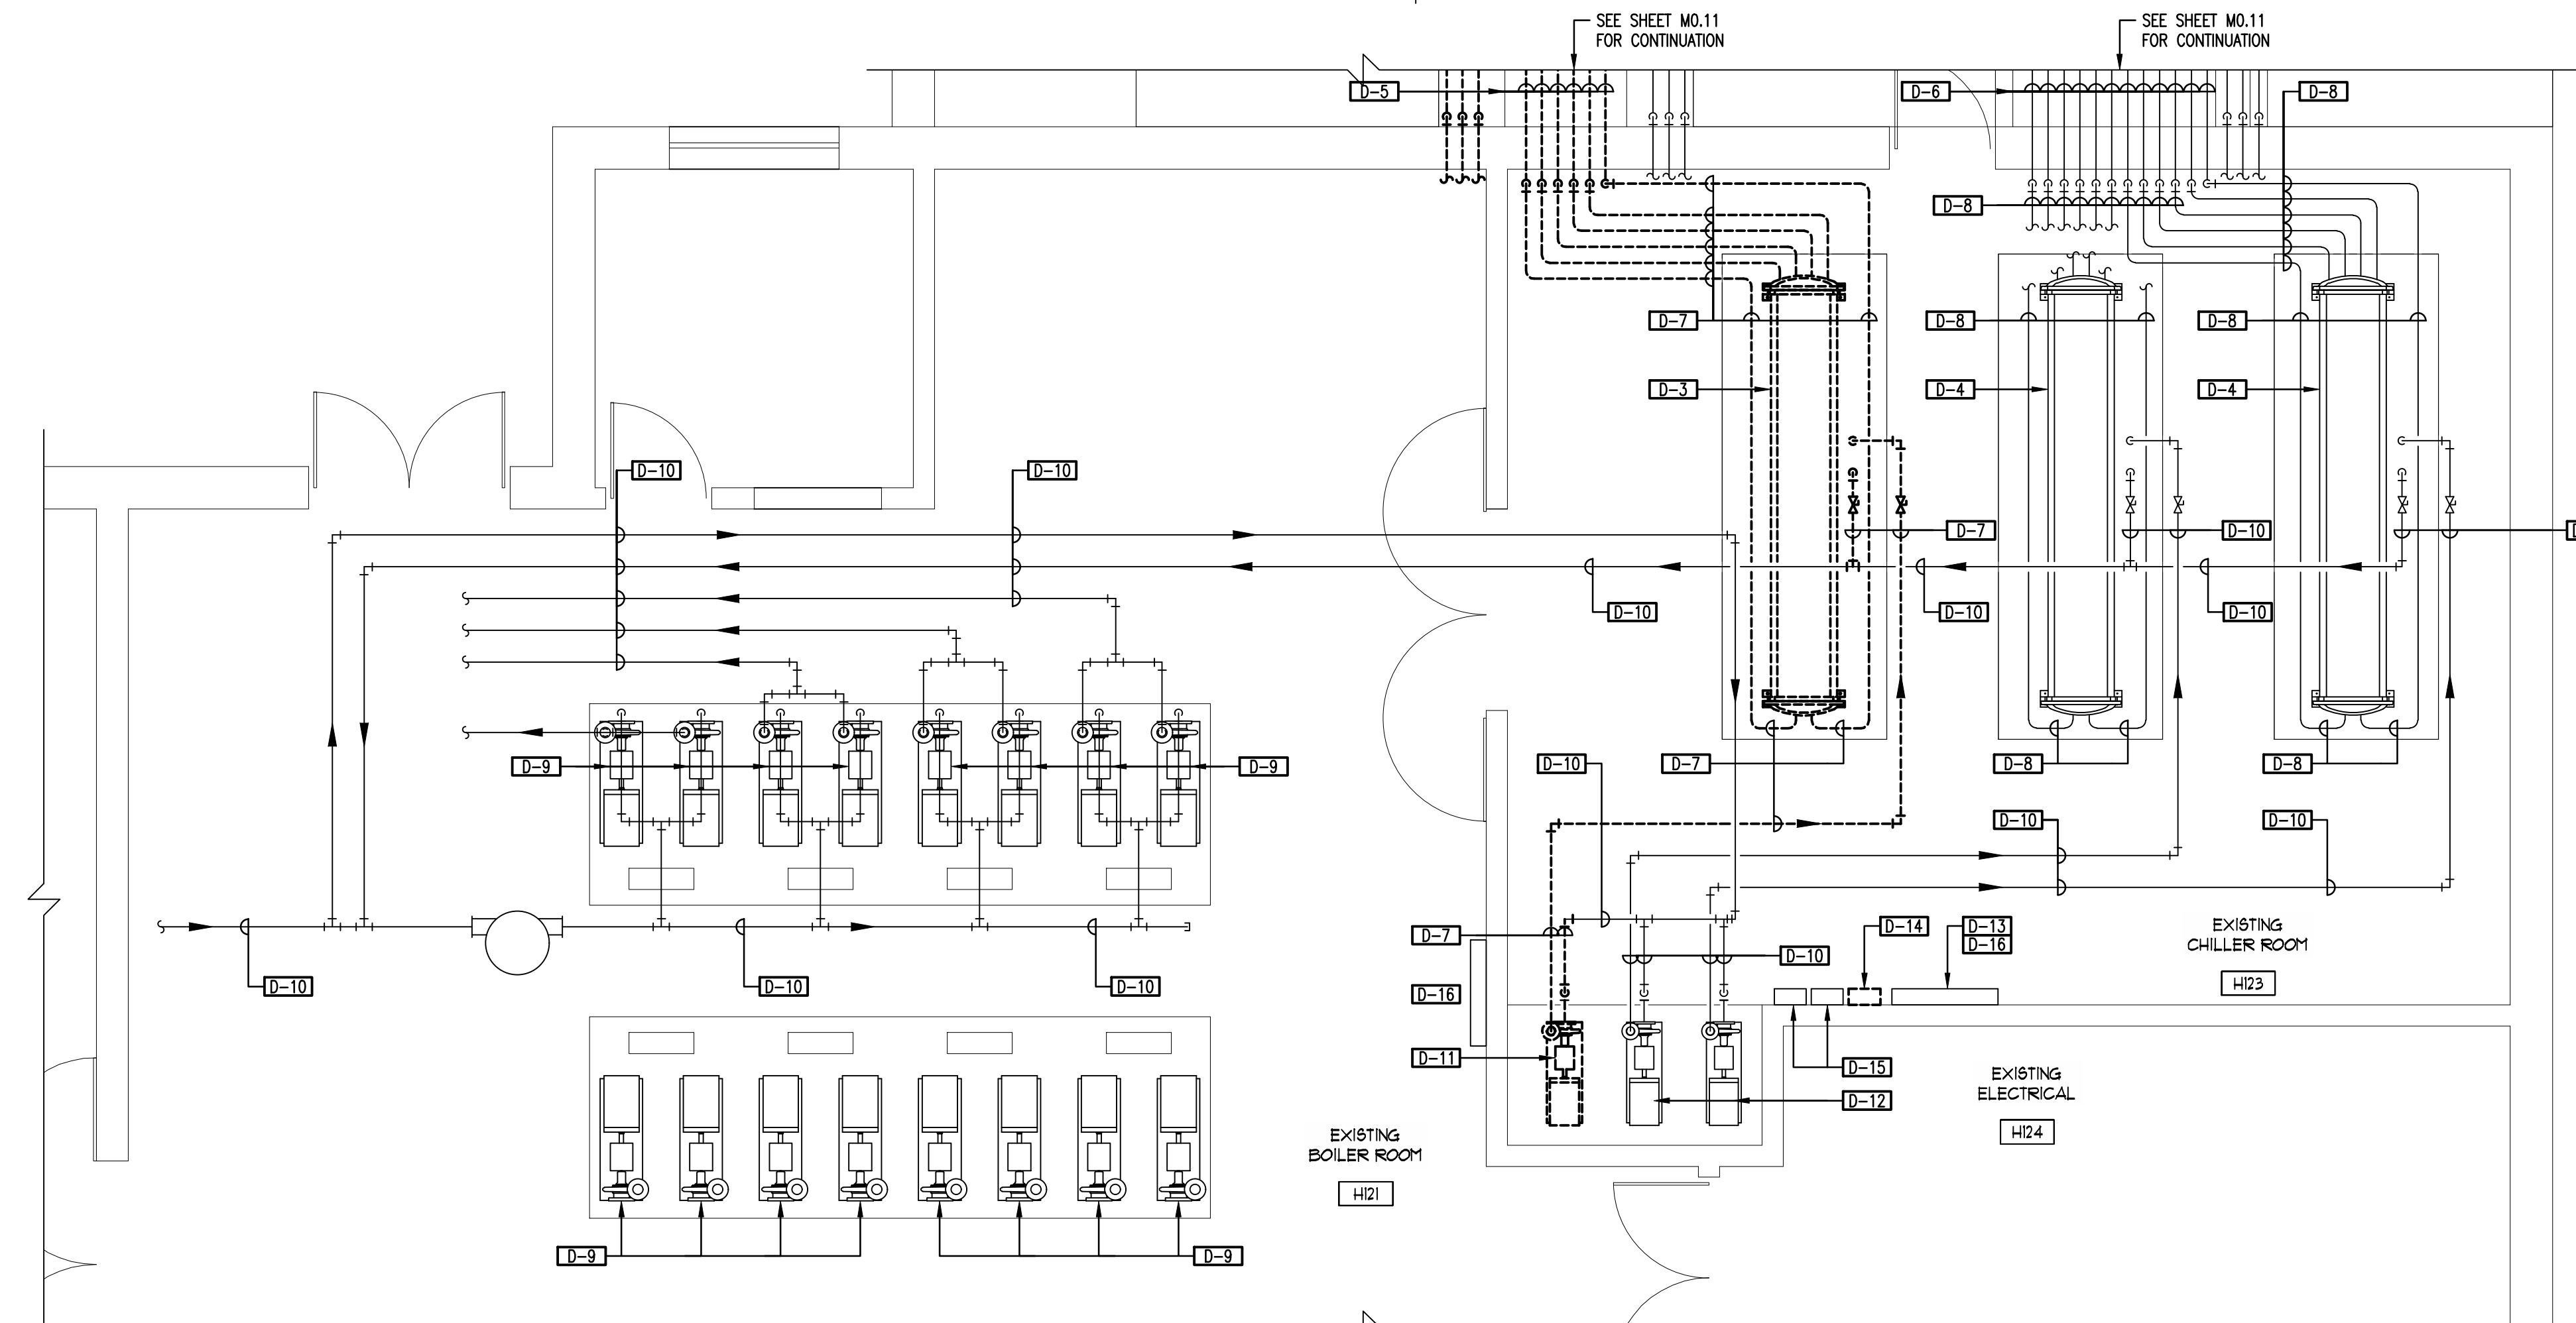 SEE SHEET M0.11
FOR CONTINUATION
SEE SHEET M0.11
FOR CONTINUATION
D-5
D-6
D-8
D-8
D-7
D-8
D-8
D-3
D-4
D-4
D-10
D-10
D-7
D-10
D-10
D-10
D-10
D-9
D-9
D-10
D-7
D-8
D-8
D-10
D-10
D-7
D-14
D-13
D-16
EXISTING
CHILLER ROOM
H123
D-10
D-10
D-10
D-10
D-16
D-11
D-15
D-12
EXISTING
ELECTRICAL
H124
EXISTING
BOILER ROOM
H121
D-9
D-9